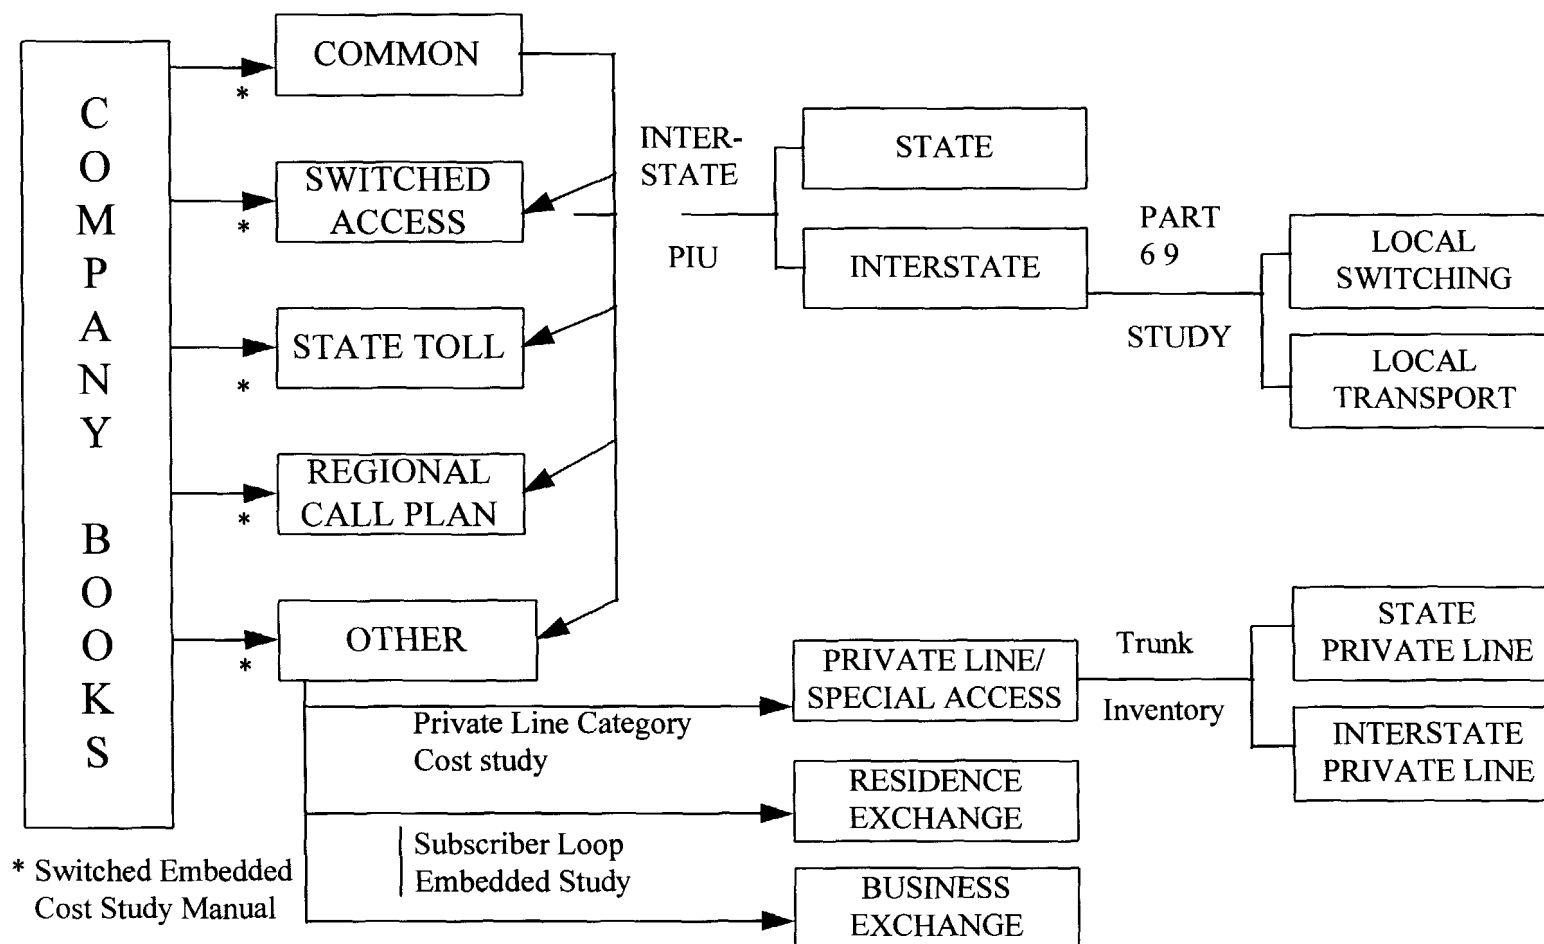 COMPANY BOOKS
COMMON
*
SWITCHED
ACCESS
*
STATE TOLL
*
REGIONAL
CALL PLAN
*
OTHER
*
INTER-
STATE
PIU
STATE
INTERSTATE
PART
6 9
STUDY
LOCAL
SWITCHING
LOCAL
TRANSPORT
Private Line Category
Cost study
PRIVATE LINE/
SPECIAL ACCESS
Trunk
Inventory
STATE
PRIVATE LINE
INTERSTATE
PRIVATE LINE
RESIDENCE
EXCHANGE
Subscriber Loop
Embedded Study
BUSINESS
EXCHANGE
* Switched Embedded
Cost Study Manual